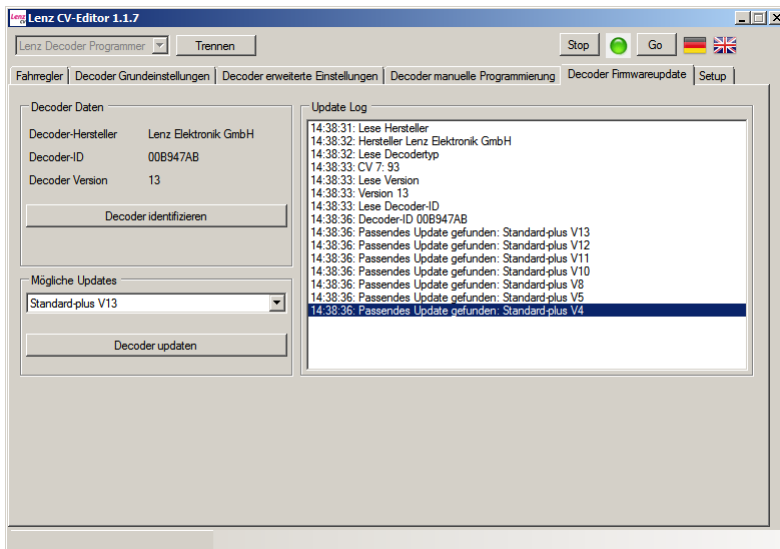 Lenz CV Lenz CV-Editor 1.1.7
Lenz Decoder Programmer Trennen Stop Go
Fahrregler Decoder Grundeinstellungen Decoder erweiterte Einstellungen Decoder manuelle Programmierung Decoder Firmwareupdate Setup
Decoder Daten
Decoder-Hersteller Lenz Elektronik GmbH
Decoder-ID 00B947AB
Decoder Version 13
Decoder identifizieren
Mögliche Updates
Standard-plus V13
Decoder updaten
Update Log
14:38:31: Lese Hersteller
14:38:32: Hersteller Lenz Elektronik GmbH
14:38:32: Lese Decodertyp
14:38:33: CV 7: 93
14:38:33: Lese Version
14:38:33: Version 13
14:38:33: Lese Decoder-ID
14:38:36: Decoder-ID 00B947AB
14:38:36: Passendes Update gefunden: Standard-plus V13
14:38:36: Passendes Update gefunden: Standard-plus V12
14:38:36: Passendes Update gefunden: Standard-plus V11
14:38:36: Passendes Update gefunden: Standard-plus V10
14:38:36: Passendes Update gefunden: Standard-plus V8
14:38:36: Passendes Update gefunden: Standard-plus V5
14:38:36: Passendes Update gefunden: Standard-plus V4